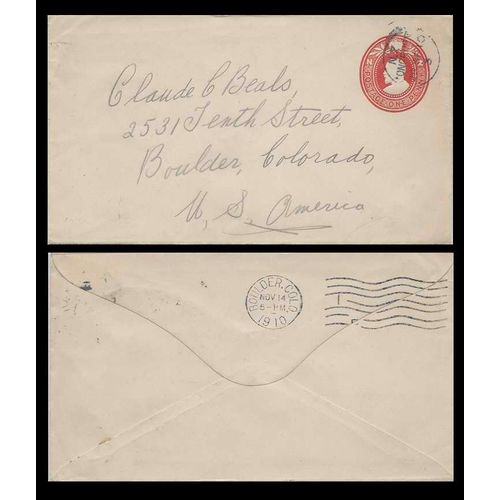 Claude C Beals,
2531 Tenth Street,
Boulder, Colorado,
U. S. America
BOULDER, COLO.
NOV 14
1910